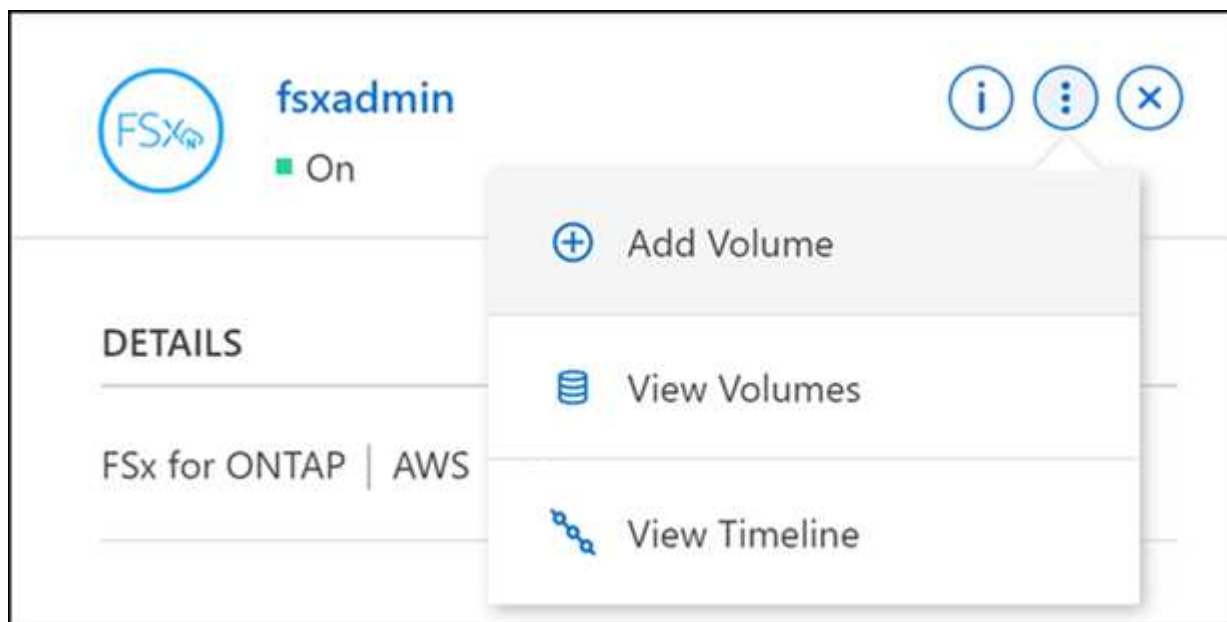 FSx
fsxadmin
On
Add Volume
DETAILS
View Volumes
FSx for ONTAP | AWS
View Timeline